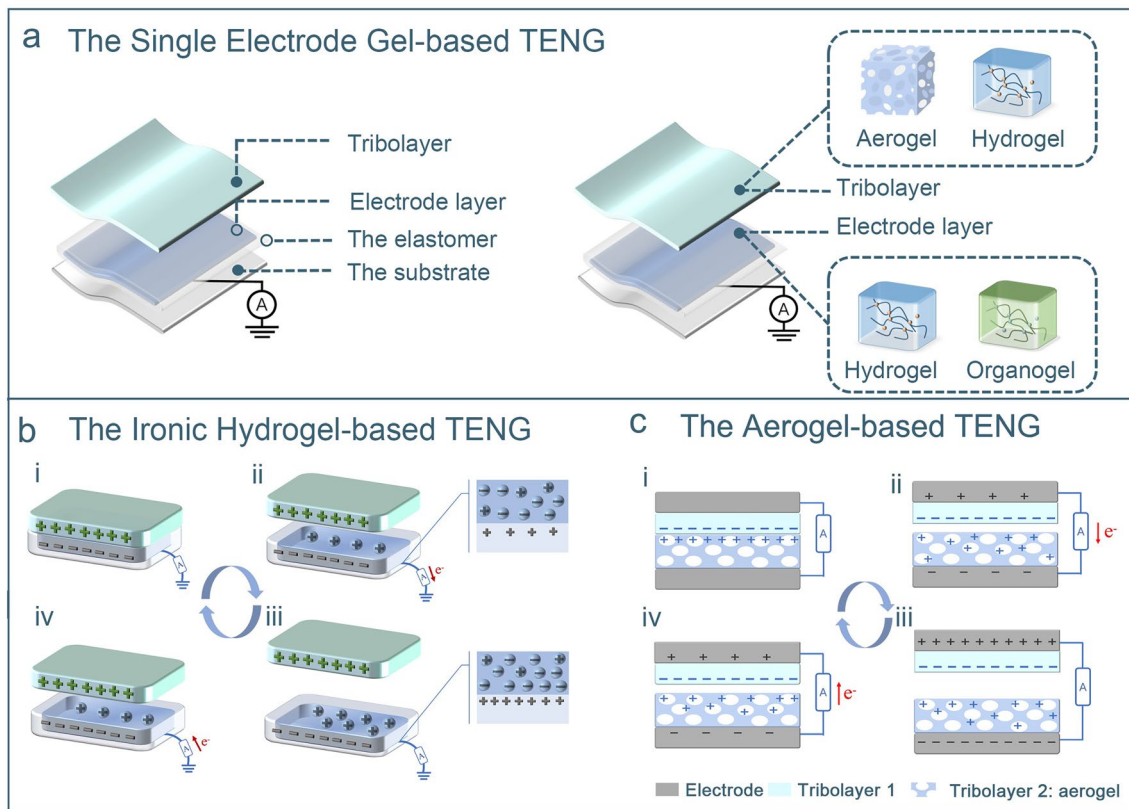 a The Single Electrode Gel-based TENG
Tribolayer
Electrode layer
The elastomer
The substrate
A
Aerogel Hydrogel
Tribolayer
Electrode layer
A
Hydrogel Organogel
b The Ironic Hydrogel-based TENG
i
ii
A
A
e-
iv
iii
A
e-
A
c The Aerogel-based TENG
i
ii
A
A
e-
iv
iii
A
e-
A
Electrode Tribolayer 1 Tribolayer 2: aerogel